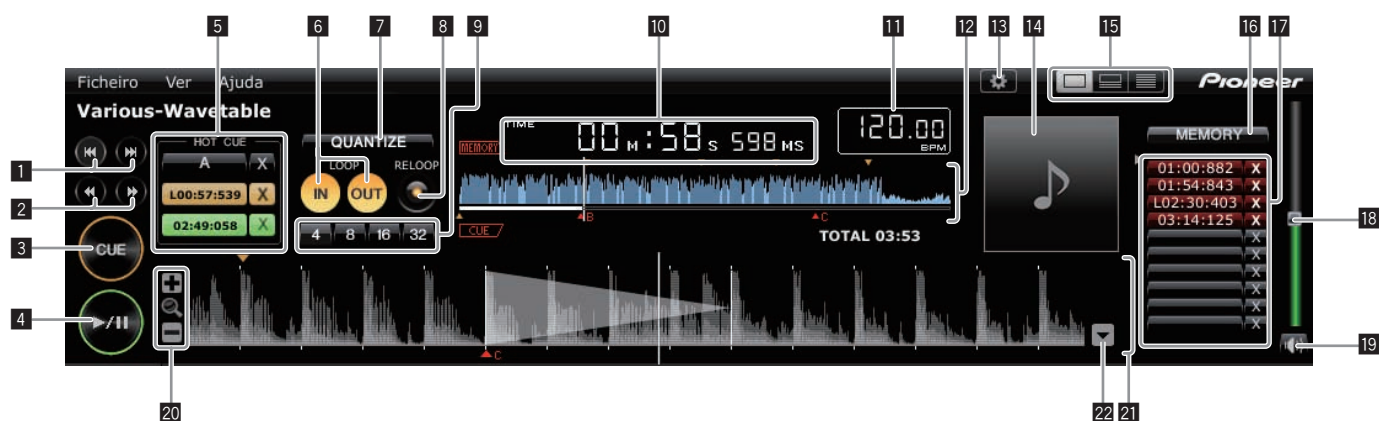 5 6 7 8 9 10 11 12 13 14 15 16 17
Ficheiro Ver Ajuda
Pioneer
Various-Wavetable
HOT CUE
A X
L00:57:539 X
02:49:058 X
QUANTIZE
LOOP RELOOP
IN OUT
4 8 16 32
TIME 00 M :58 S 598 MS
120.00
BPM
MEMORY
B C
CUE
TOTAL 03:53
MEMORY
01:00:882 X
01:54:843 X
L02:30:403 X
03:14:125 X
X
X
X
X
X
X
1
2
3
CUE
4
18
19
C
20 22 21